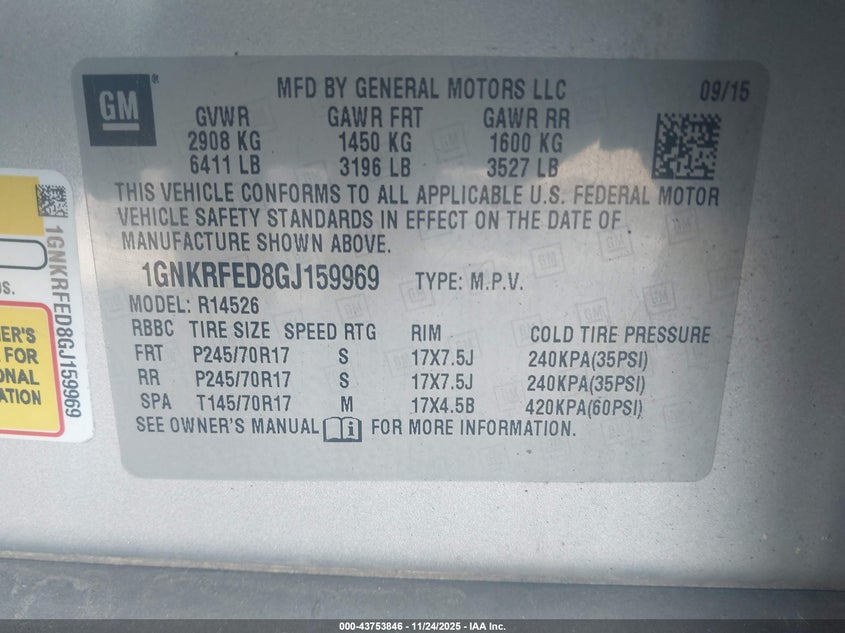 GM ®
MFD BY GENERAL MOTORS LLC 09/15
GVWR GAWR FRT GAWR RR
2908 KG 1450 KG 1600 KG
6411 LB 3196 LB 3527 LB
THIS VEHICLE CONFORMS TO ALL APPLICABLE U.S. FEDERAL MOTOR
VEHICLE SAFETY STANDARDS IN EFFECT ON THE DATE OF
MANUFACTURE SHOWN ABOVE.
1GNKRFED8GJ159969 TYPE: M.P.V.
MODEL: R14526
RBBC TIRE SIZE SPEED RTG RIM COLD TIRE PRESSURE
FRT P245/70R17 S 17X7.5J 240KPA(35PSI)
RR P245/70R17 S 17X7.5J 240KPA(35PSI)
SPA T145/70R17 M 17X4.5B 420KPA(60PSI)
SEE OWNER'S MANUAL i FOR MORE INFORMATION.
1GNKRFED8GJ159969
S.
ER'S
FOR
ONAL
ATION
000-43753846 - 11/24/2025 - IAA Inc.